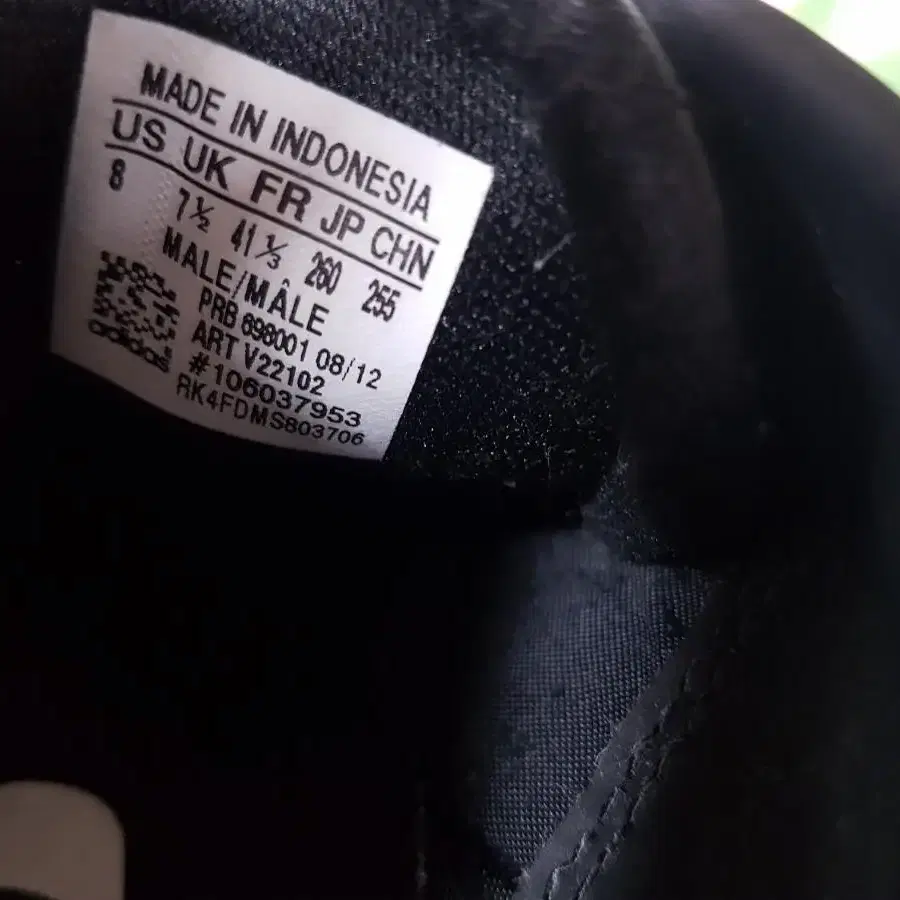 MADE IN INDONESIA
US UK FR JP CHN
8 7½ 41⅓ 260 255
MALE/MÂLE
PRB 698001 08/12
ART V22102
#106037953
RK4FDMS803706
adidas